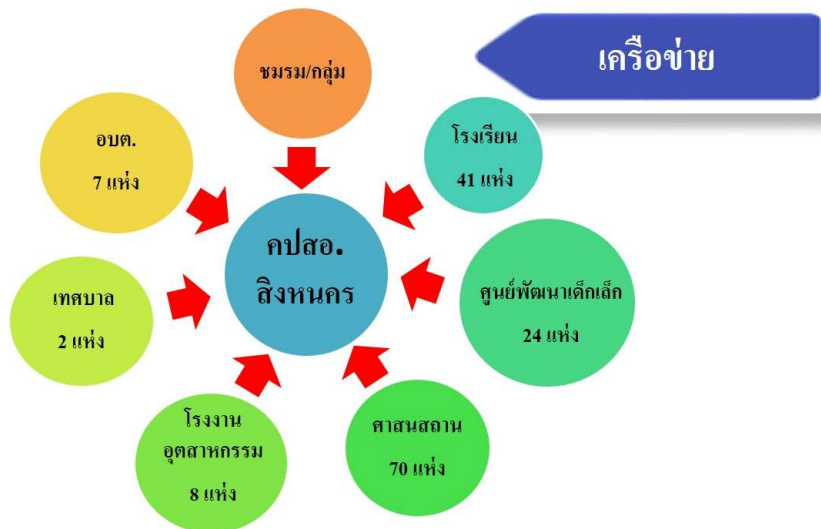 เครือข่าย
ชมรม/กลุ่ม
โรงเรียน
41 แห่ง
ศูนย์พัฒนาเด็กเล็ก
24 แห่ง
ศาสนสถาน
70 แห่ง
โรงงาน
อุตสาหกรรม
8 แห่ง
เทศบาล
2 แห่ง
อบต.
7 แห่ง
คปสอ.
สิงหนคร